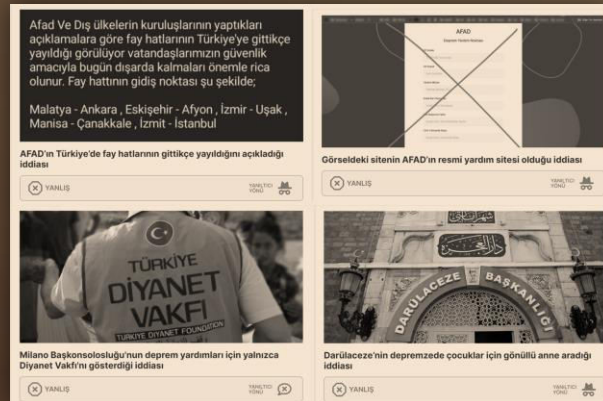 Afad Ve Dış ülkelerin kuruluşlarının yaptıkları
açıklamalara göre fay hatlarının Türkiye'ye gittikçe
yayıldığı görülüyor vatandaşlarımızın güvenlik
amacıyla bugün dışarda kalmaları önemle rica
olunur. Fay hattının gidiş noktası şu şekilde;
Malatya - Ankara , Eskişehir - Afyon , İzmir - Uşak ,
Manisa - Çanakkale , İzmit - İstanbul
AFAD'ın Türkiye'de fay hatlarının gittikçe yayıldığını açıkladığı
iddiası
YANLIŞ
YANILTICI
YÖNÜ
AFAD
Görseldeki sitenin AFAD'ın resmi yardım sitesi olduğu iddiası
YANLIŞ
YANILTICI
YÖNÜ
TÜRKİYE
DİYANET
VAKFI
TURKIYE DIYANET FOUNDATION
Milano Başkonsolosluğu'nun deprem yardımları için yalnızca
Diyanet Vakfı'nı gösterdiği iddiası
YANLIŞ
YANILTICI
YÖNÜ
DARÜLACEZE BAŞKANLIĞI
Darülaceze'nin depremzede çocuklar için gönüllü anne aradığı
iddiası
YANLIŞ
YANILTICI
YÖNÜ